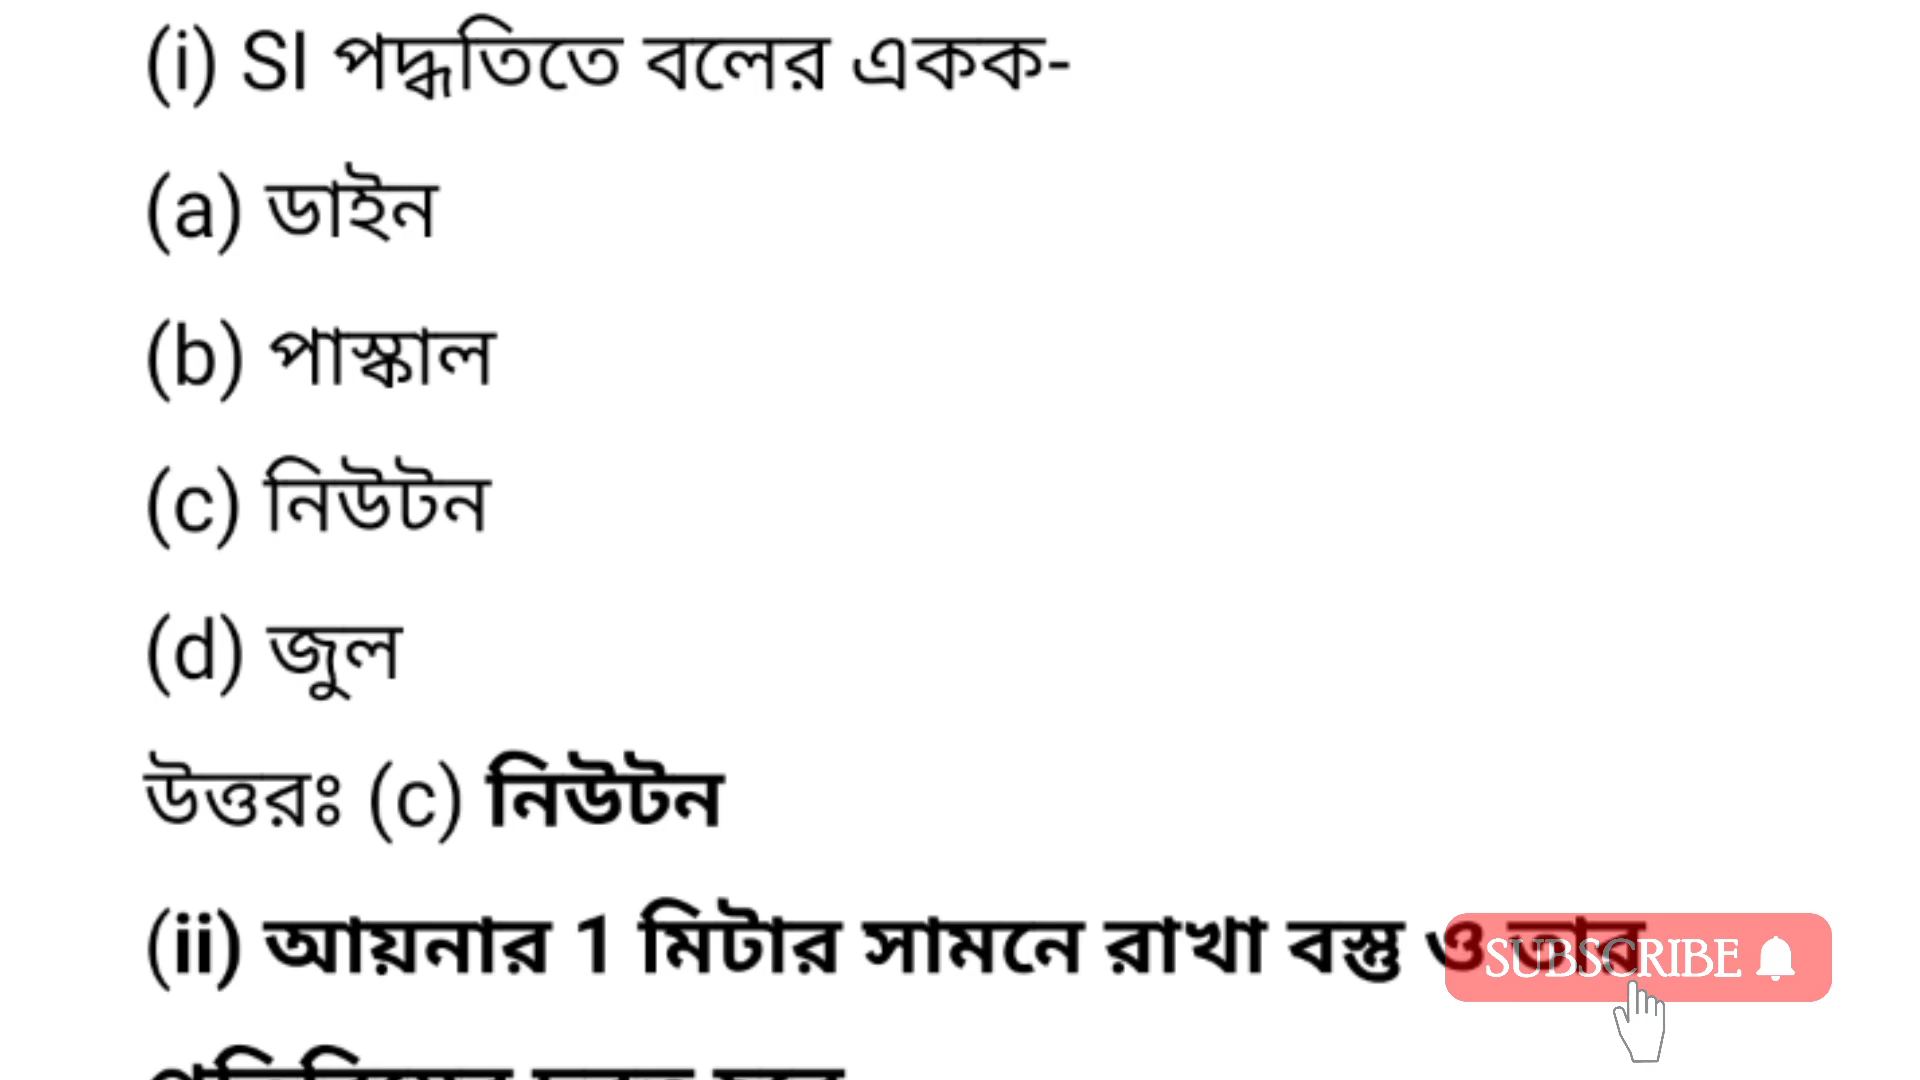 (i) SI পদ্ধতিতে বলের একক-
(a) ডাইন
(b) পাস্কাল
(c) নিউটন
(d) জুল
উত্তরঃ (c) নিউটন
(ii) আয়নার 1 মিটার সামনে রাখা বস্তু ও তার
SUBSCRIBE